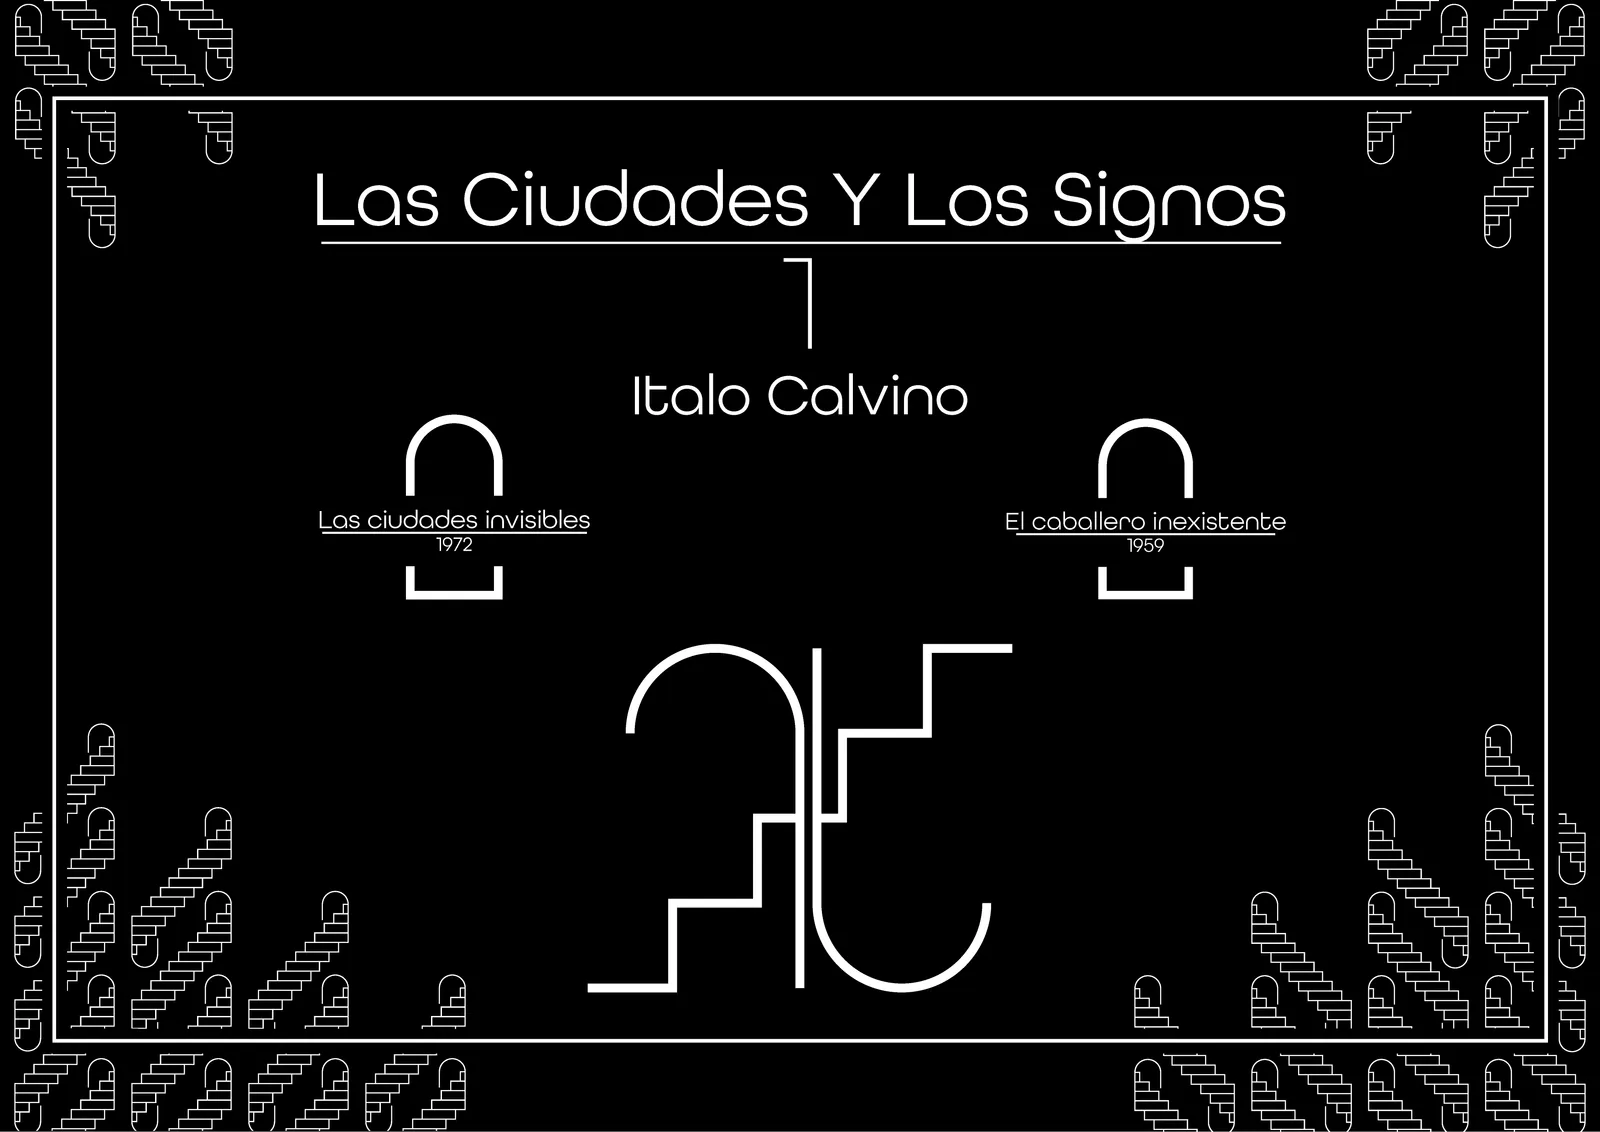 Las Ciudades Y Los Signos
1
Italo Calvino
Las ciudades invisibles
1972
El caballero inexistente
1959